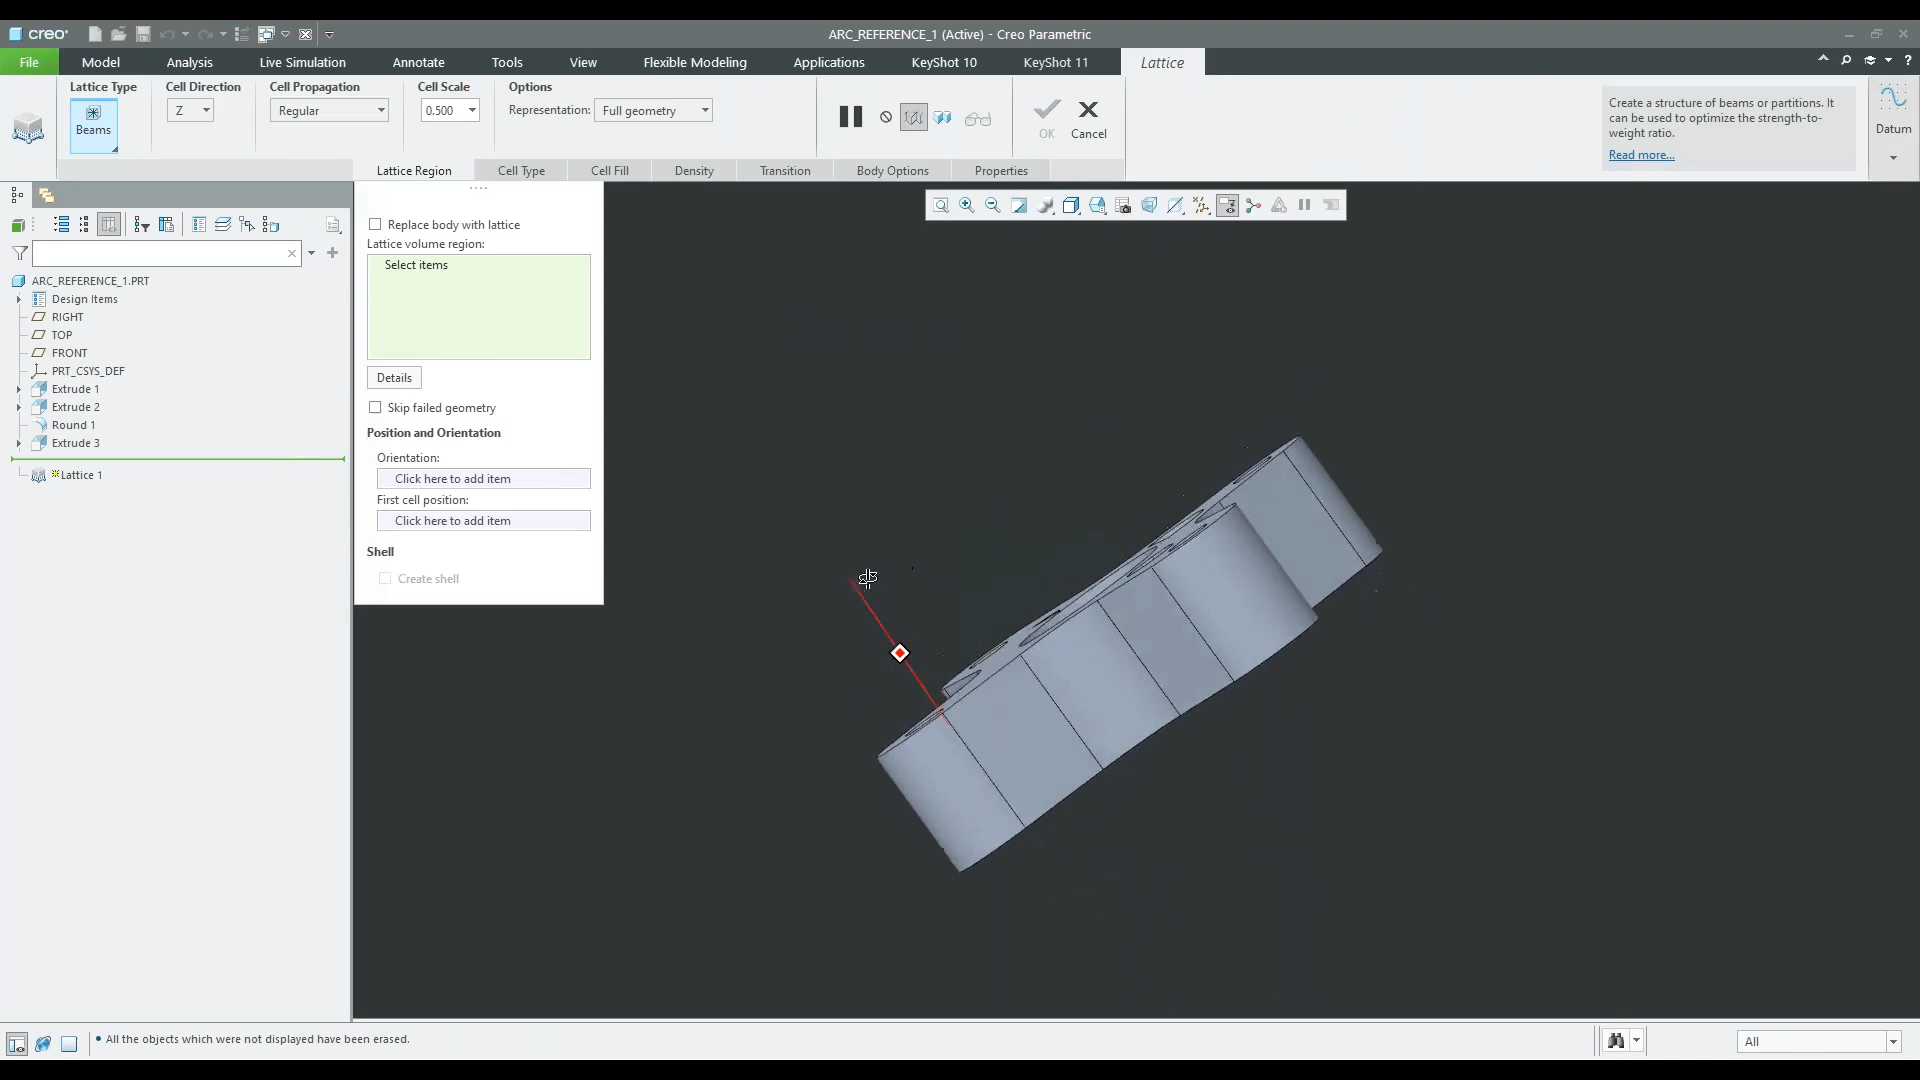 creo
ARC_REFERENCE_1 (Active) - Creo Parametric
File
Model
Analysis
Live Simulation
Annotate
Tools
View
Flexible Modeling
Applications
KeyShot 10
KeyShot 11
Lattice
Lattice Type
Cell Direction
Cell Propagation
Cell Scale
Options
Beams
Z
Regular
0.500
Representation:
Full geometry
OK
Cancel
Create a structure of beams or partitions. It
can be used to optimize the strength-to-
weight ratio.
Read more...
Datum
Lattice Region
Cell Type
Cell Fill
Density
Transition
Body Options
Properties
Replace body with lattice
Lattice volume region:
Select items
Details
Skip failed geometry
Position and Orientation
Orientation:
Click here to add item
First cell position:
Click here to add item
Shell
Create shell
ARC_REFERENCE_1.PRT
Design Items
RIGHT
TOP
FRONT
PRT_CSYS_DEF
Extrude 1
Extrude 2
Round 1
Extrude 3
Lattice 1
All the objects which were not displayed have been erased.
All